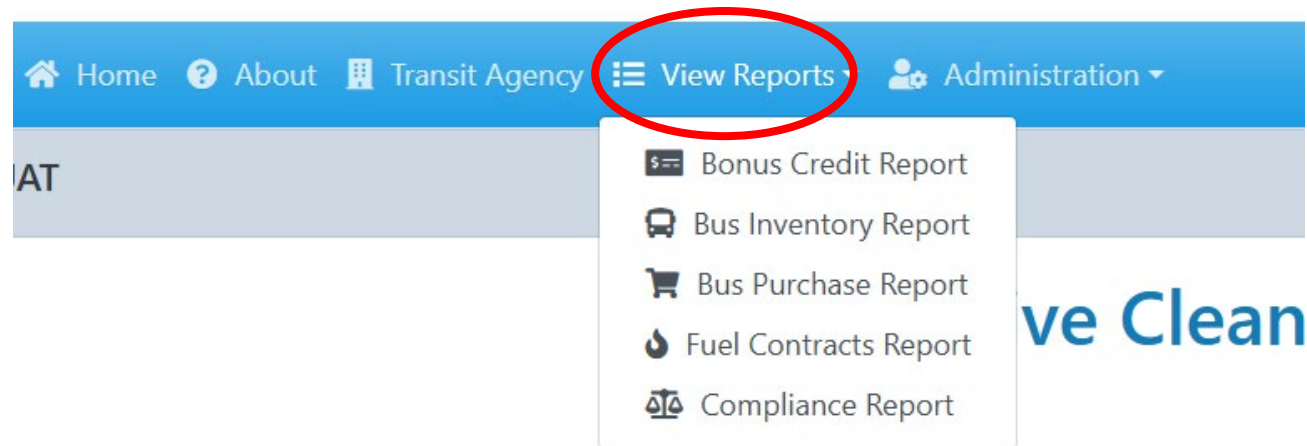 Home About Transit Agency View Reports Administration
UAT
Bonus Credit Report
Bus Inventory Report
Bus Purchase Report
Fuel Contracts Report
Compliance Report
ve Clean